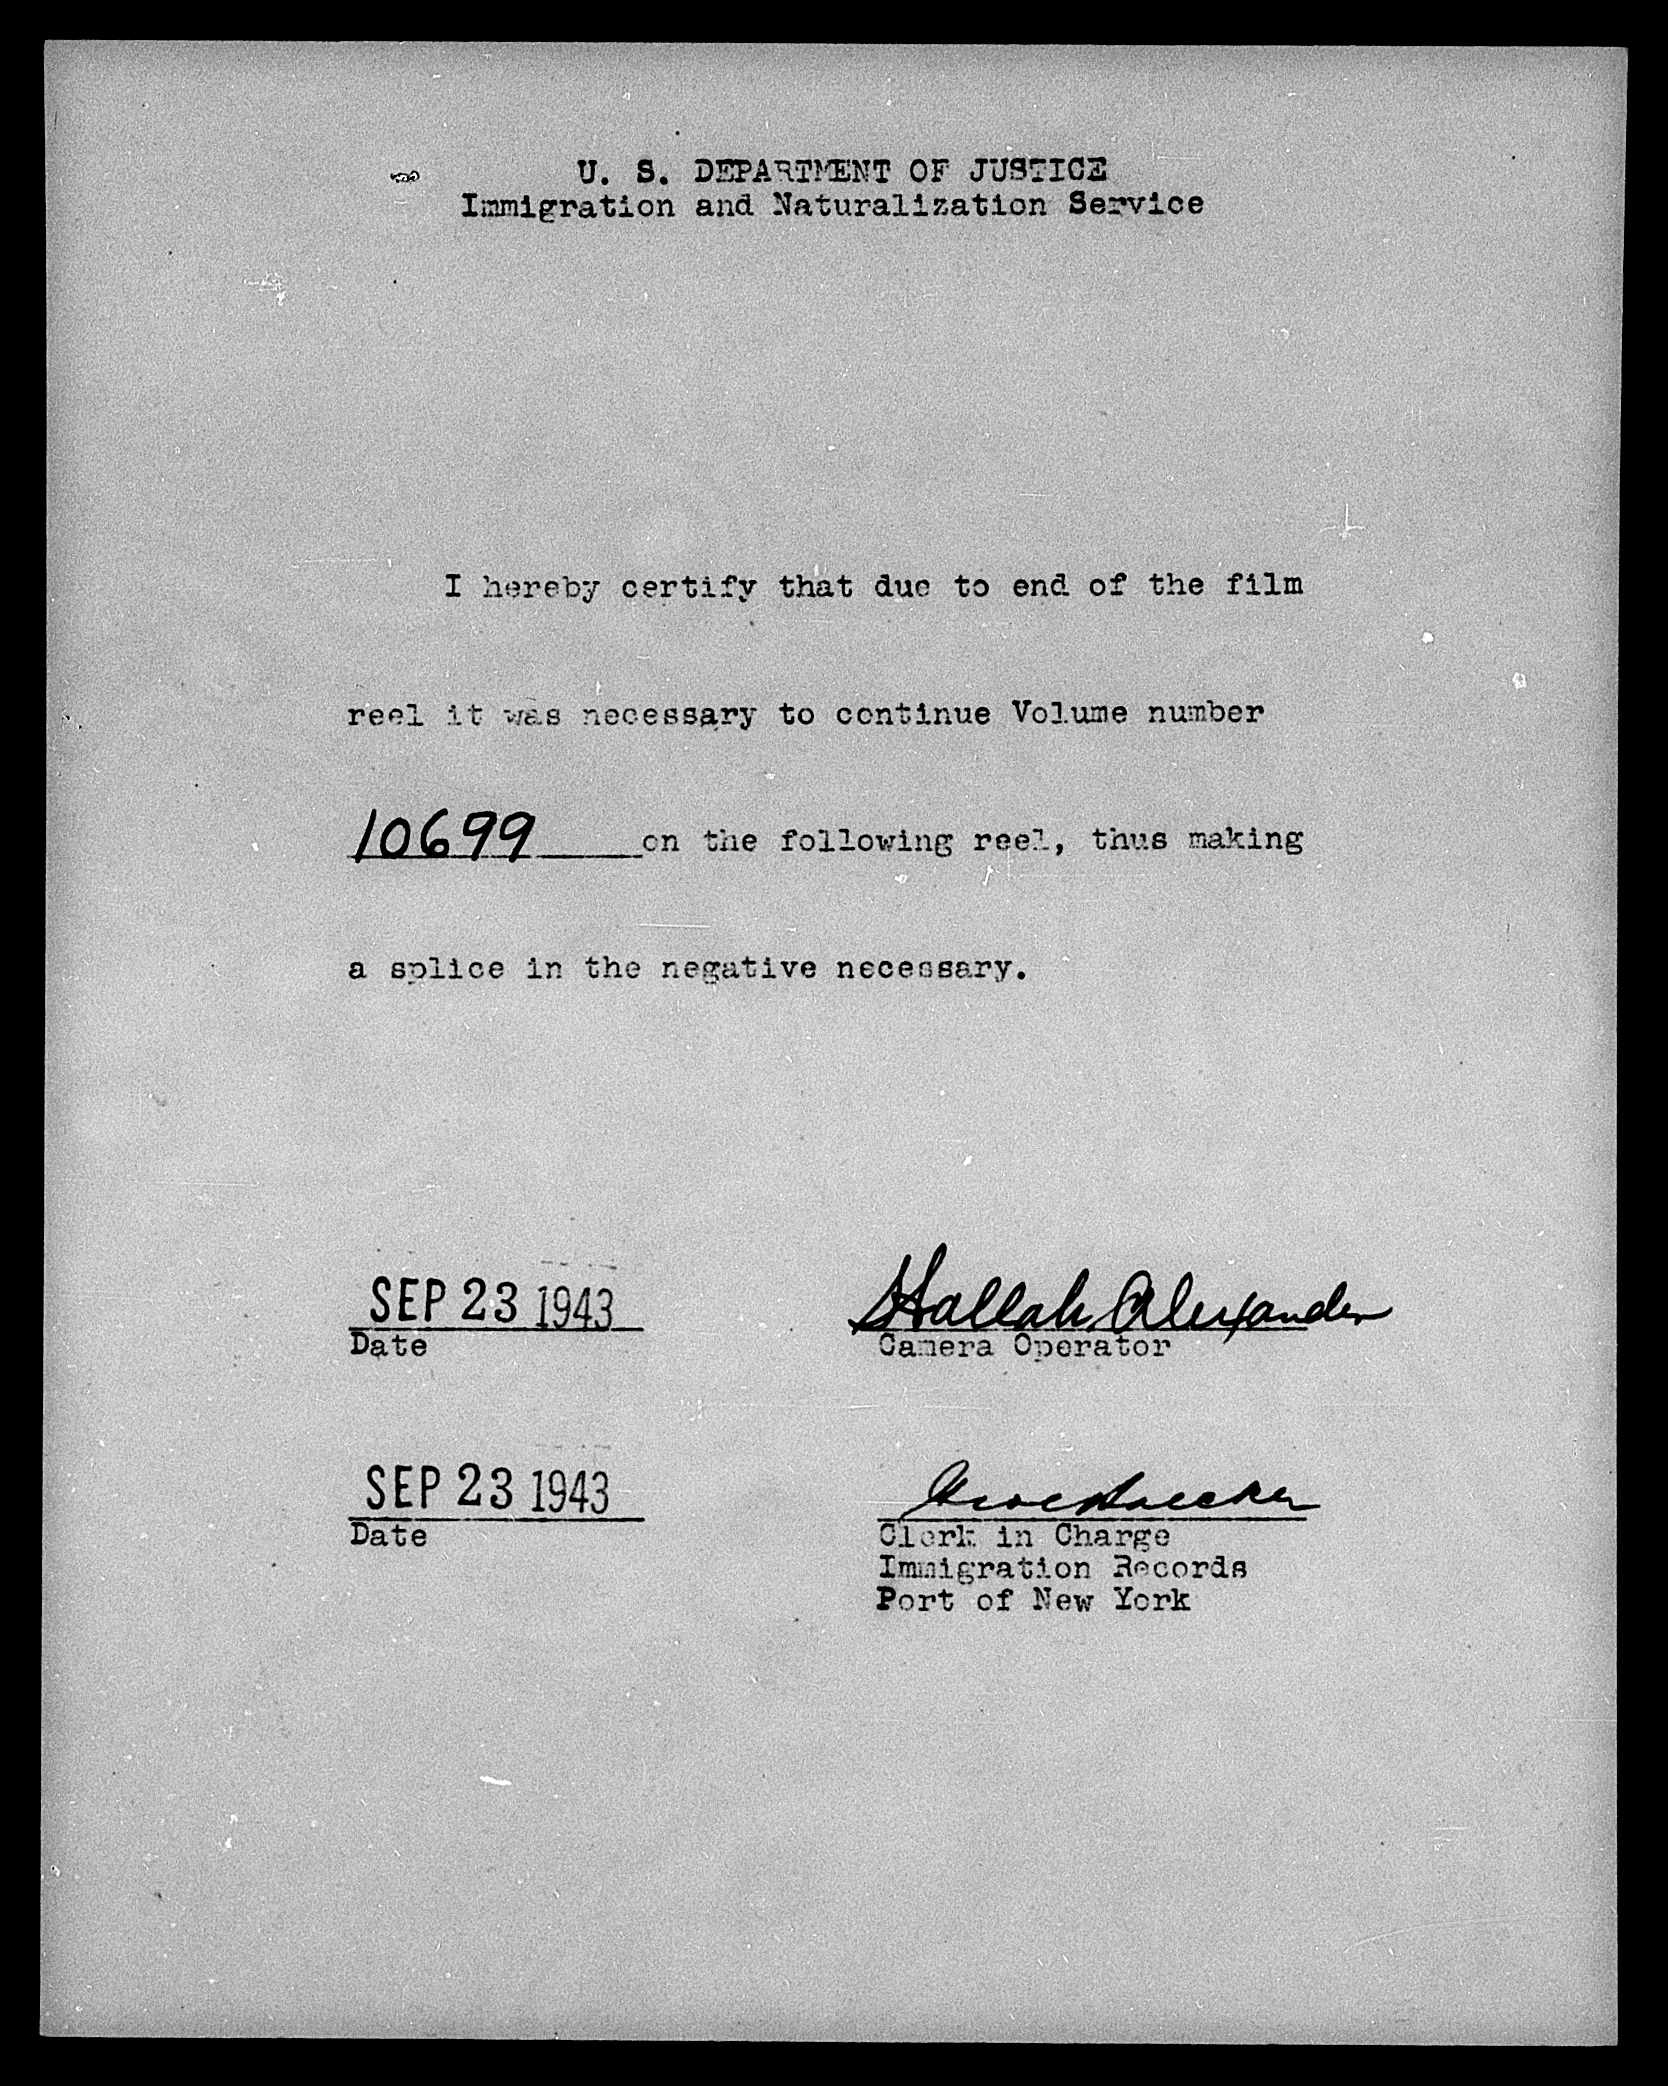 U. S. DEPARTMENT OF JUSTICE
Immigration and Naturalization Service
I hereby certify that due to end of the film
reel it was necessary to continue Volume number
10699 on the following reel, thus making
a splice in the negative necessary.
SEP 23 1943
Date
Hallah Alexander
Camera Operator
SEP 23 1943
Date
Clerk in Charge
Immigration Records
Port of New York